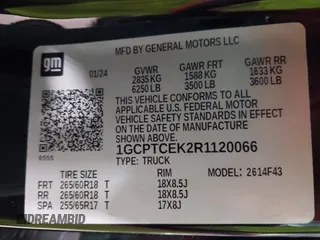 gm
MFD BY GENERAL MOTORS LLC
01/24 GVWR GAWR FRT GAWR RR
2835 KG 1588 KG 1633 KG
6250 LB 3500 LB 3600 LB
THIS VEHICLE CONFORMS TO ALL
APPLICABLE U.S. FEDERAL MOTOR
VEHICLE SAFETY STANDARDS IN EFFECT
ON THE DATE OF MANUFACTURE
SHOWN ABOVE.
6555 1GCPTCEK2R1120066
TYPE: TRUCK
TIRE SIZE RIM MODEL: 2614F43
FRT 265/60R18 T 18X8.5J
RR 265/60R18 T 18X8.5J
SPA 255/65R17 T 17X8J
IDREAMBID